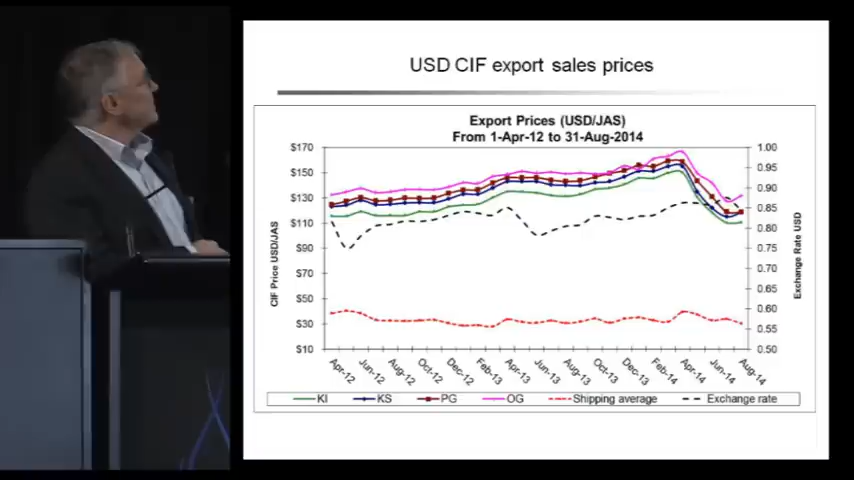 USD CIF export sales prices
Export Prices (USD/JAS)
From 1-Apr-12 to 31-Aug-2014
$170
$150
$130
$110
$90
$70
$50
$30
$10
CIF Price USD/JAS
1.00
0.95
0.90
0.85
0.80
0.75
0.70
0.65
0.60
0.55
0.50
Exchange Rate USD
Apr-12
Jun-12
Aug-12
Oct-12
Dec-12
Feb-13
Apr-13
Jun-13
Aug-13
Oct-13
Dec-13
Feb-14
Apr-14
Jun-14
Aug-14
KI KS PG OG Shipping average Exchange rate